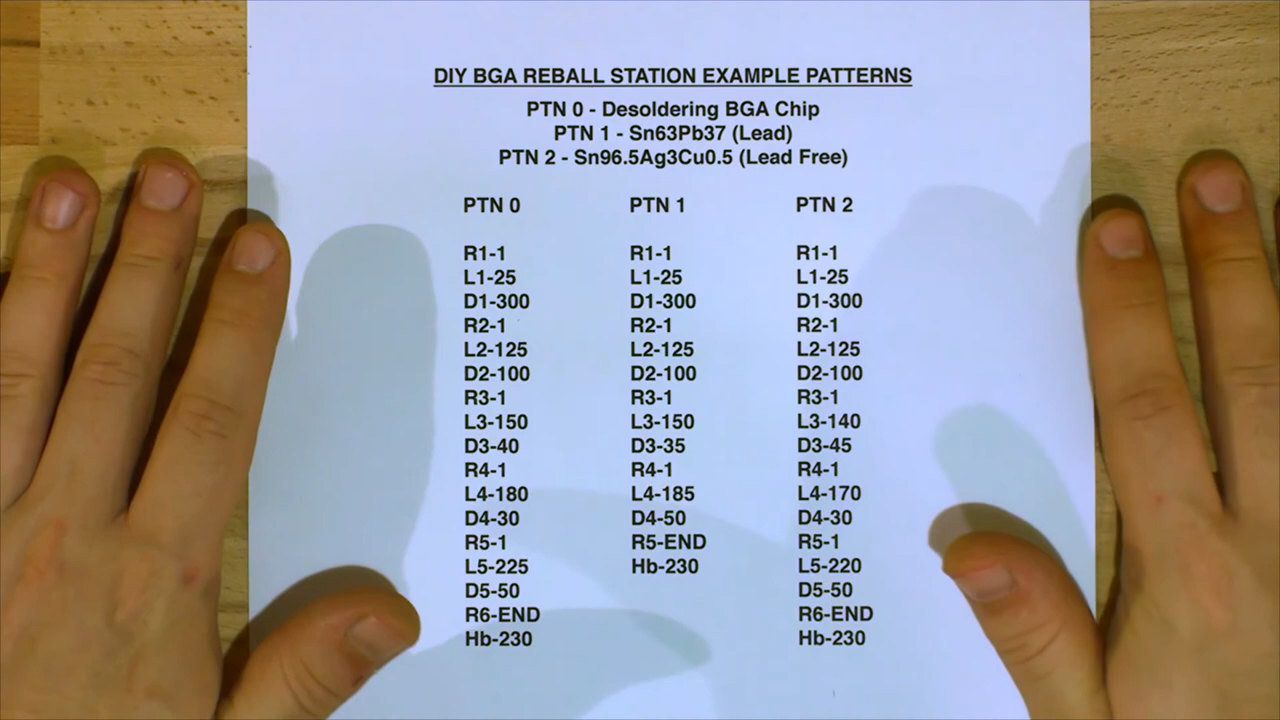 DIY BGA REBALL STATION EXAMPLE PATTERNS
PTN 0 - Desoldering BGA Chip
PTN 1 - Sn63Pb37 (Lead)
PTN 2 - Sn96.5Ag3Cu0.5 (Lead Free)
PTN 0 PTN 1 PTN 2
R1-1 R1-1 R1-1
L1-25 L1-25 L1-25
D1-300 D1-300 D1-300
R2-1 R2-1 R2-1
L2-125 L2-125 L2-125
D2-100 D2-100 D2-100
R3-1 R3-1 R3-1
L3-150 L3-150 L3-140
D3-40 D3-35 D3-45
R4-1 R4-1 R4-1
L4-180 L4-185 L4-170
D4-30 D4-50 D4-30
R5-1 R5-END R5-1
L5-225 Hb-230 L5-220
D5-50 D5-50
R6-END R6-END
Hb-230 Hb-230